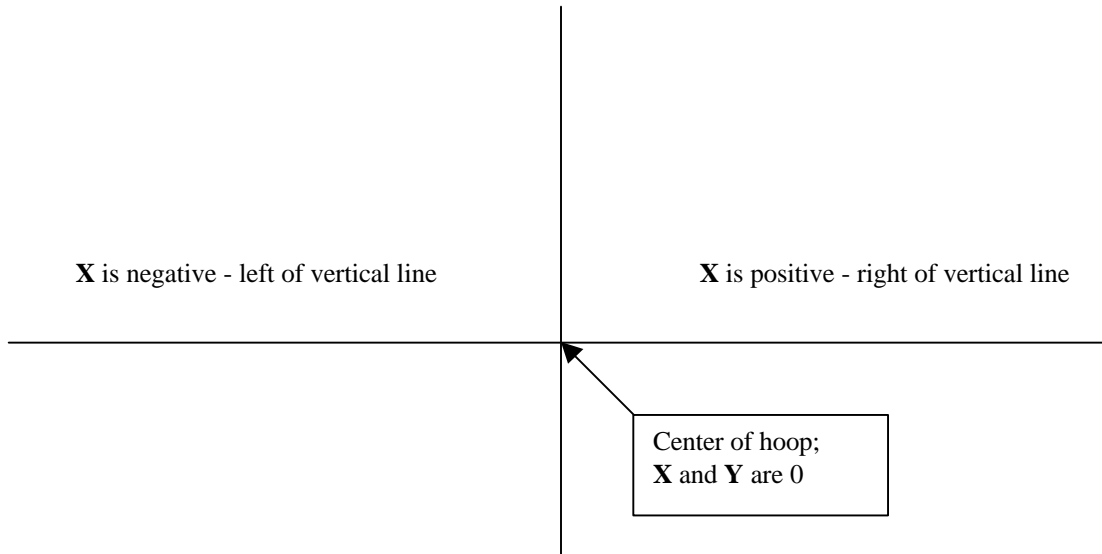 X is negative - left of vertical line
X is positive - right of vertical line
Center of hoop;
X and Y are 0